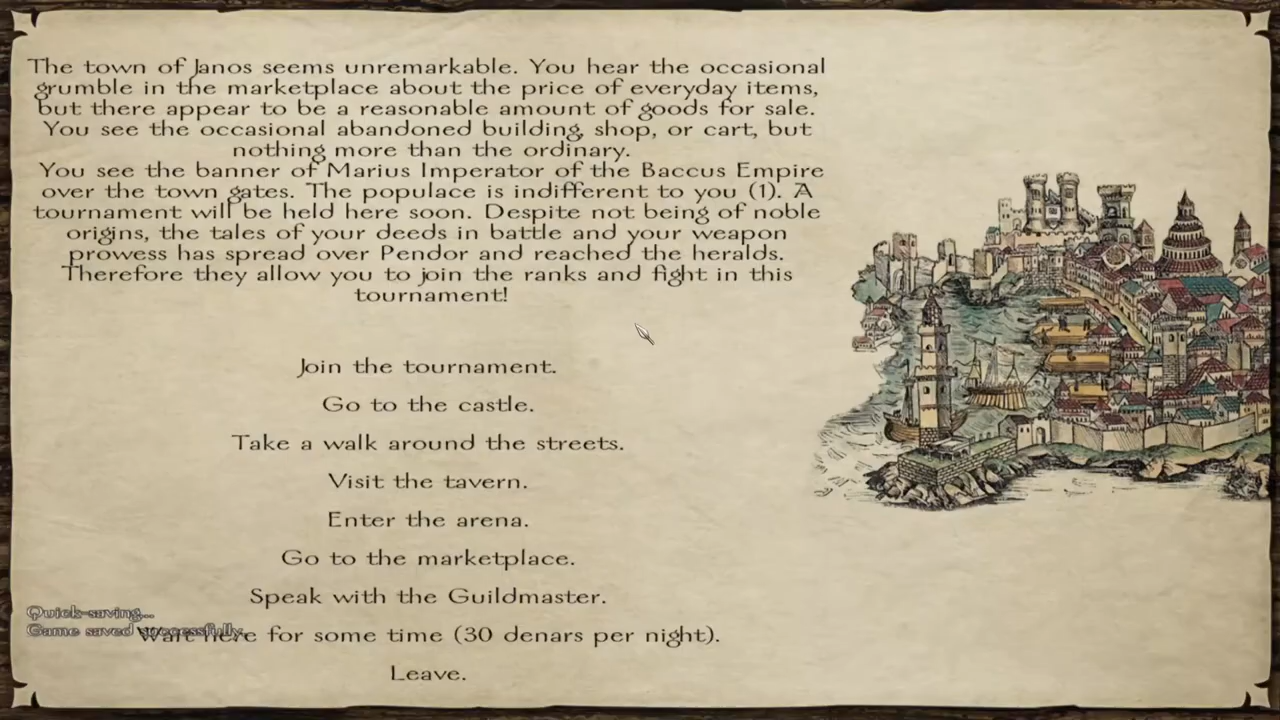 The town of Janos seems unremarkable. You hear the occasional
grumble in the marketplace about the price of everyday items,
but there appear to be a reasonable amount of goods for sale.
You see the occasional abandoned building, shop, or cart, but
nothing more than the ordinary.
You see the banner of Marius Imperator of the Baccus Empire
over the town gates. The populace is indifferent to you (1). A
tournament will be held here soon. Despite not being of noble
origins, the tales of your deeds in battle and your weapon
prowess has spread over Pendor and reached the heralds.
Therefore they allow you to join the ranks and fight in this
tournament!
Join the tournament.
Go to the castle.
Take a walk around the streets.
Visit the tavern.
Enter the arena.
Go to the marketplace.
Speak with the Guildmaster.
Quick-saving...
Game saved successfully.
Wait here for some time (30 denars per night).
Leave.